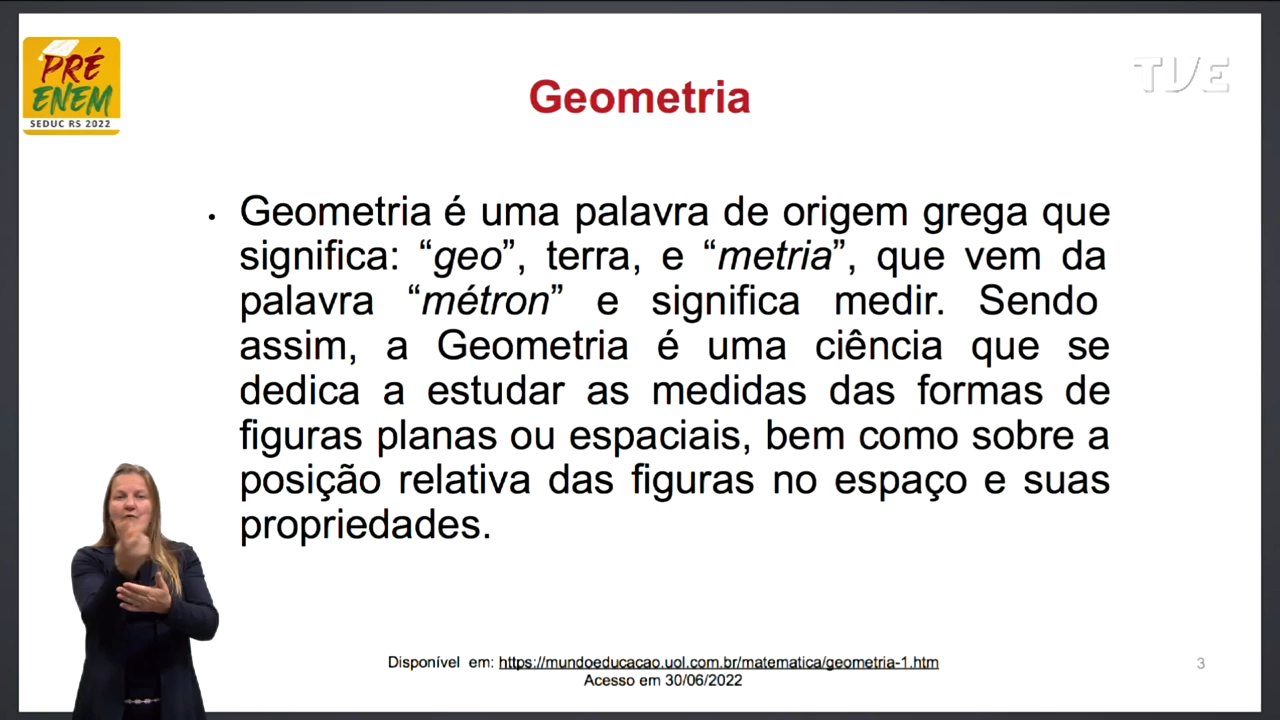 PRÉ
ENEM
SEDUC RS 2022
TVE
Geometria
• Geometria é uma palavra de origem grega que
significa: “geo”, terra, e “metria”, que vem da
palavra “métron” e significa medir. Sendo
assim, a Geometria é uma ciência que se
dedica a estudar as medidas das formas de
figuras planas ou espaciais, bem como sobre a
posição relativa das figuras no espaço e suas
propriedades.
Disponível em: https://mundoeducacao.uol.com.br/matematica/geometria-1.htm
Acesso em 30/06/2022
3